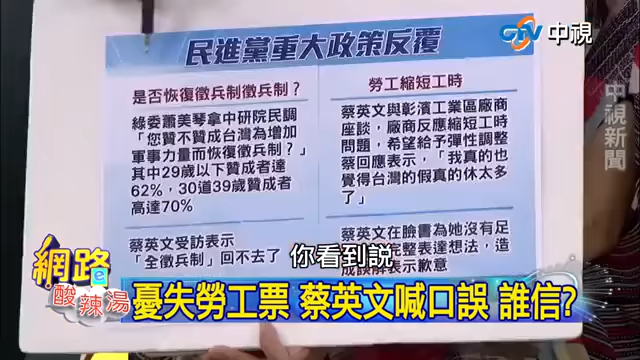 民進黨重大政策反覆
CTV中視
中視新聞
是否恢復徵兵制徵兵制？
綠委蕭美琴拿中研院民調
「您贊不贊成台灣為增加
軍事力量而恢復徵兵制？」
其中29歲以下贊成者達
62%，30道39歲贊成者
高達70%
蔡英文受訪表示
「全徵兵制」回不去了
勞工縮短工時
蔡英文與彰濱工業區廠商
座談，廠商反應縮短工時
問題，希望給予彈性調整
蔡回應表示，「我真的也
覺得台灣的假真的休太多
了」
蔡英文在臉書為她沒有足
完整表達想法，造
成誤解表示歉意
你看到說
網路e
酸辣湯
憂失勞工票 蔡英文喊口誤 誰信?